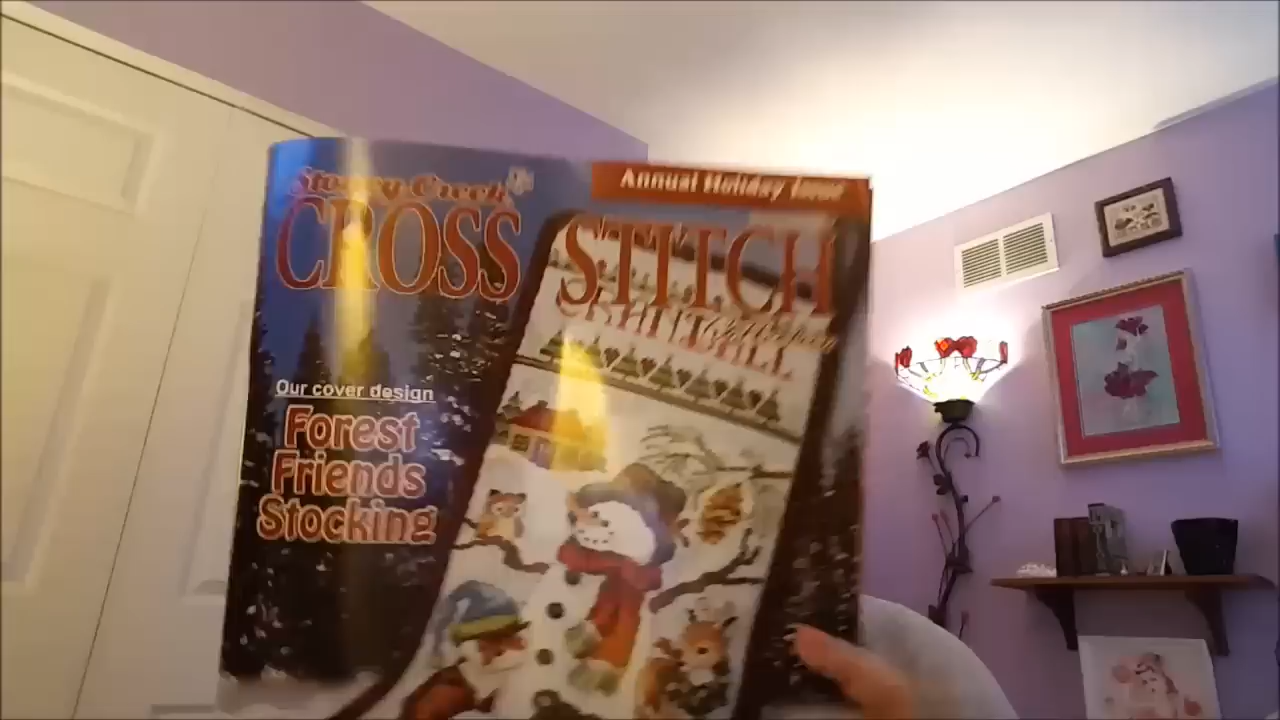 Annual Holiday Issue
Stoney Creek
CROSS STITCH
Our cover design
Forest
Friends
Stocking